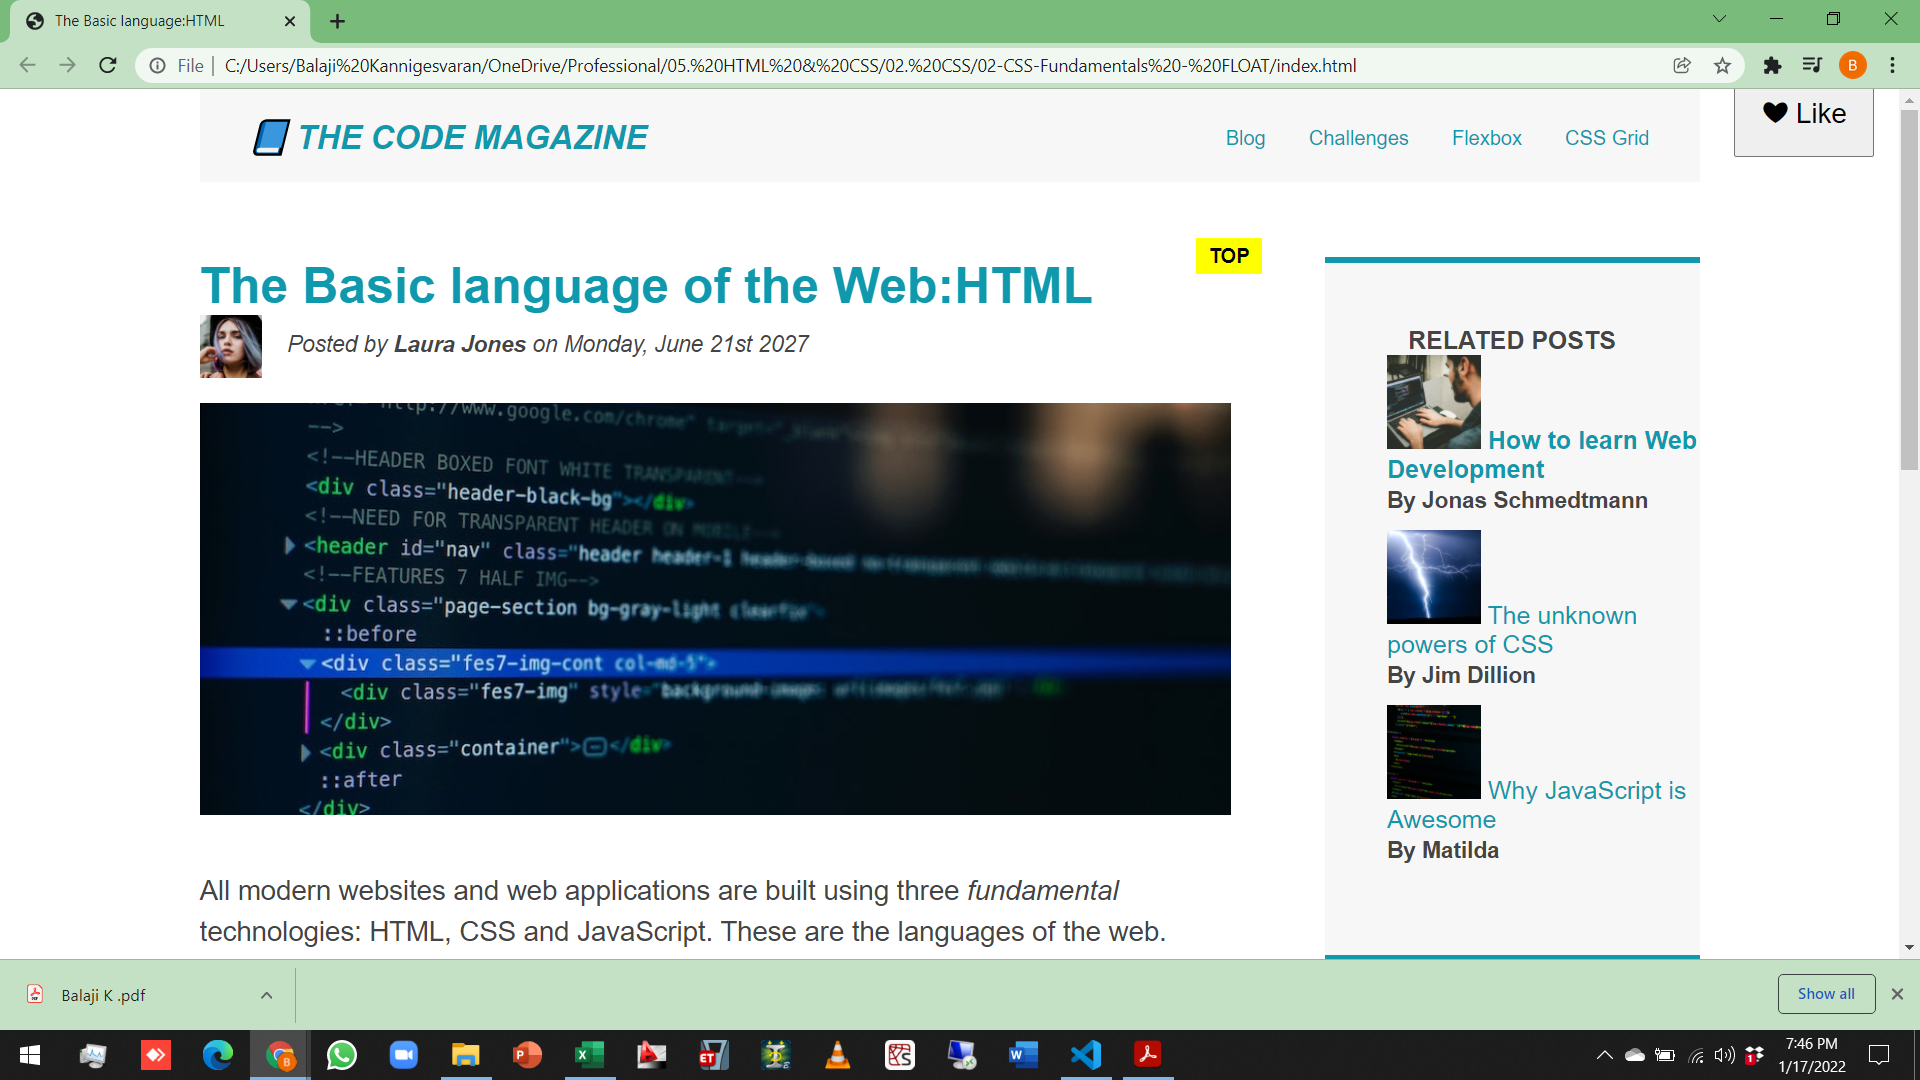 The Basic language:HTML
File
C:/Users/Balaji%20Kannigesvaran/OneDrive/Professional/05.%20HTML%20&%20CSS/02.%20CSS/02-CSS-Fundamentals%20-%20FLOAT/index.html
B
THE CODE MAGAZINE
Blog
Challenges
Flexbox
CSS Grid
Like
TOP
The Basic language of the Web:HTML
Posted by Laura Jones on Monday, June 21st 2027
http://www.google.com/chrome"
-->
<!--HEADER BOXED FONT WHITE TRANSPARENT-->
<div class="header-black-bg"></div>
<!--NEED FOR TRANSPARENT HEADER ON MOBILE-->
<header id="nav" class="header header-1 header-boxed
<!--FEATURES 7 HALF IMG-->
<div class="page-section bg-gray-light clearfix">
::before
<div class="fes7-img-cont col-md-5">
<div class="fes7-img" style="background-image:
</div>
<div class="container"></div>
::after
</div>
RELATED POSTS
How to learn Web
Development
By Jonas Schmedtmann
The unknown
powers of CSS
By Jim Dillion
Why JavaScript is
Awesome
By Matilda
All modern websites and web applications are built using three fundamental
technologies: HTML, CSS and JavaScript. These are the languages of the web.
Balaji K .pdf
Show all
7:46 PM
1/17/2022